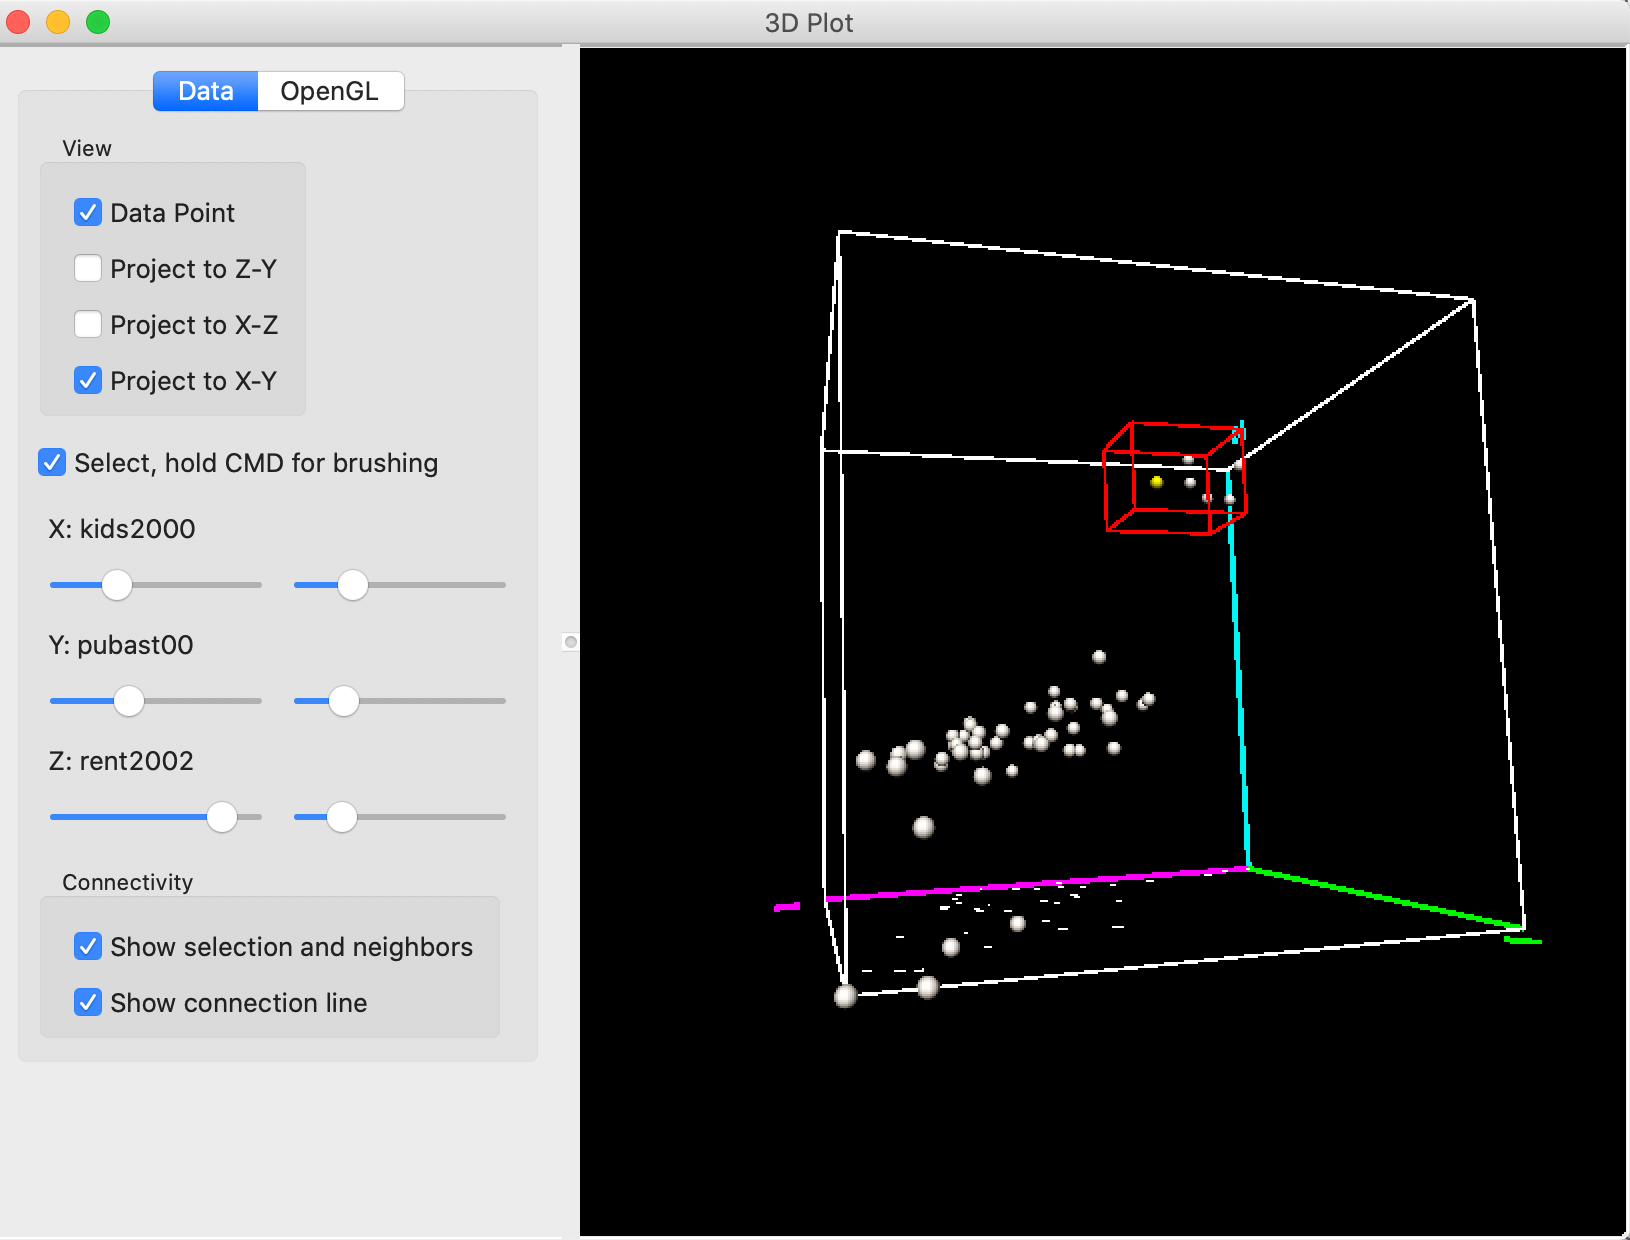 3D Plot
Data
OpenGL
View
Data Point
Project to Z-Y
Project to X-Z
Project to X-Y
Select, hold CMD for brushing
X: kids2000
Y: pubast00
Z: rent2002
Connectivity
Show selection and neighbors
Show connection line